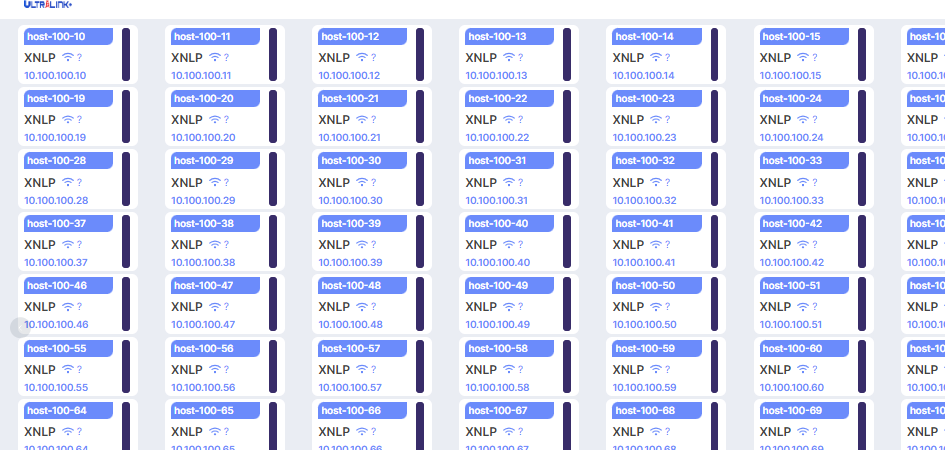 ULTRALINK+
host-100-10 host-100-11 host-100-12 host-100-13 host-100-14 host-100-15 host-10
XNLP ? XNLP ? XNLP ? XNLP ? XNLP ? XNLP ? XNLP
10.100.100.10 10.100.100.11 10.100.100.12 10.100.100.13 10.100.100.14 10.100.100.15 10.100.1
host-100-19 host-100-20 host-100-21 host-100-22 host-100-23 host-100-24 host-10
XNLP ? XNLP ? XNLP ? XNLP ? XNLP ? XNLP ? XNLP
10.100.100.19 10.100.100.20 10.100.100.21 10.100.100.22 10.100.100.23 10.100.100.24 10.100.1
host-100-28 host-100-29 host-100-30 host-100-31 host-100-32 host-100-33 host-10
XNLP ? XNLP ? XNLP ? XNLP ? XNLP ? XNLP ? XNLP
10.100.100.28 10.100.100.29 10.100.100.30 10.100.100.31 10.100.100.32 10.100.100.33 10.100.1
host-100-37 host-100-38 host-100-39 host-100-40 host-100-41 host-100-42 host-10
XNLP ? XNLP ? XNLP ? XNLP ? XNLP ? XNLP ? XNLP
10.100.100.37 10.100.100.38 10.100.100.39 10.100.100.40 10.100.100.41 10.100.100.42 10.100.1
host-100-46 host-100-47 host-100-48 host-100-49 host-100-50 host-100-51 host-10
XNLP ? XNLP ? XNLP ? XNLP ? XNLP ? XNLP ? XNLP
10.100.100.46 10.100.100.47 10.100.100.48 10.100.100.49 10.100.100.50 10.100.100.51 10.100.1
host-100-55 host-100-56 host-100-57 host-100-58 host-100-59 host-100-60 host-10
XNLP ? XNLP ? XNLP ? XNLP ? XNLP ? XNLP ? XNLP
10.100.100.55 10.100.100.56 10.100.100.57 10.100.100.58 10.100.100.59 10.100.100.60 10.100.1
host-100-64 host-100-65 host-100-66 host-100-67 host-100-68 host-100-69 host-10
XNLP ? XNLP ? XNLP ? XNLP ? XNLP ? XNLP ? XNLP
10.100.100.64 10.100.100.65 10.100.100.66 10.100.100.67 10.100.100.68 10.100.100.69 10.100.1